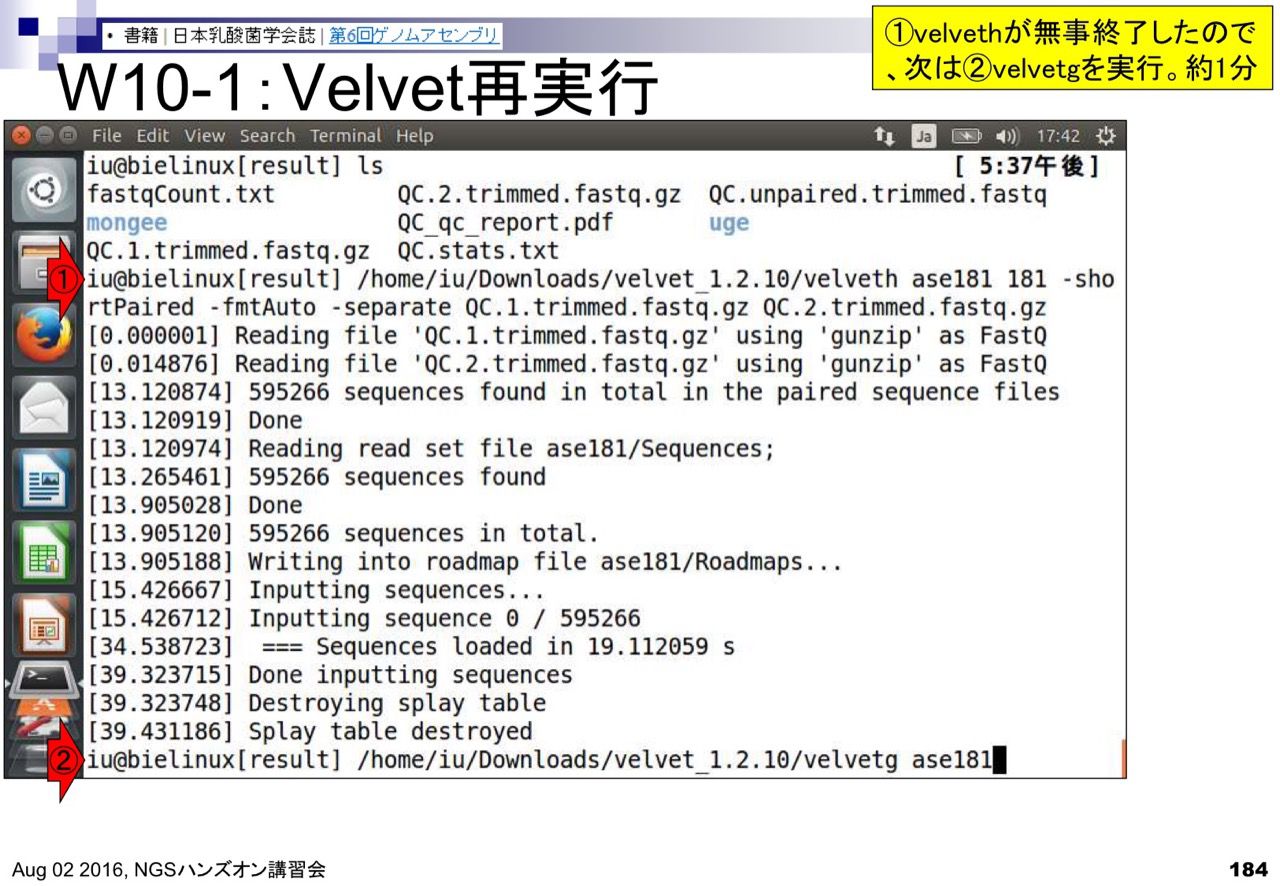 • 書籍 | 日本乳酸菌学会誌 | 第6回ゲノムアセンブリ
①velvethが無事終了したので
、次は②velvetgを実行。約1分
W10-1：Velvet再実行
File Edit View Search Terminal Help
Ja
17:42
iu@bielinux[result] ls [ 5:37午後]
fastqCount.txt QC.2.trimmed.fastq.gz QC.unpaired.trimmed.fastq
mongee QC_qc_report.pdf uge
QC.1.trimmed.fastq.gz QC.stats.txt
①
iu@bielinux[result] /home/iu/Downloads/velvet_1.2.10/velveth ase181 181 -sho
rtPaired -fmtAuto -separate QC.1.trimmed.fastq.gz QC.2.trimmed.fastq.gz
[0.000001] Reading file 'QC.1.trimmed.fastq.gz' using 'gunzip' as FastQ
[0.014876] Reading file 'QC.2.trimmed.fastq.gz' using 'gunzip' as FastQ
[13.120874] 595266 sequences found in total in the paired sequence files
[13.120919] Done
[13.120974] Reading read set file ase181/Sequences;
[13.265461] 595266 sequences found
[13.905028] Done
[13.905120] 595266 sequences in total.
[13.905188] Writing into roadmap file ase181/Roadmaps...
[15.426667] Inputting sequences...
[15.426712] Inputting sequence 0 / 595266
[34.538723]  === Sequences loaded in 19.112059 s
[39.323715] Done inputting sequences
[39.323748] Destroying splay table
[39.431186] Splay table destroyed
②
iu@bielinux[result] /home/iu/Downloads/velvet_1.2.10/velvetg ase181
Aug 02 2016, NGSハンズオン講習会
184